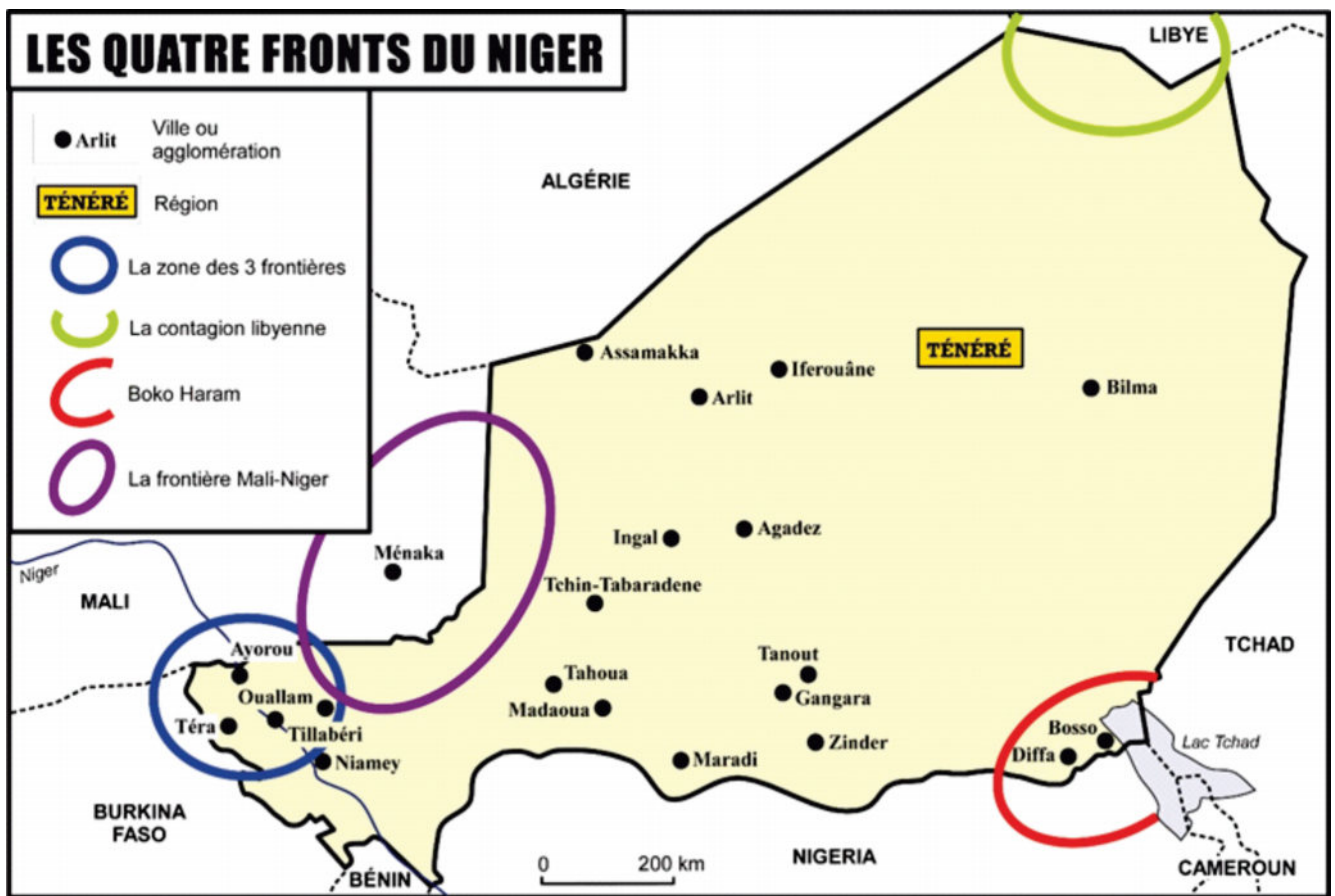 LES QUATRE FRONTS DU NIGER
Arlit
Ville ou
agglomération
TÉNÉRÉ
Région
La zone des 3 frontières
La contagion libyenne
Boko Haram
La frontière Mali-Niger
LIBYE
ALGÉRIE
TÉNÉRÉ
Assamakka
Iferouâne
Arlit
Bilma
Agadez
Ingal
Ménaka
Niger
Tchin-Tabaradene
MALI
TCHAD
Ayorou
Tanout
Tahoua
Gangara
Ouallam
Madaoua
Téra
Tillabéri
Bosso
Lac Tchad
Zinder
Diffa
Niamey
Maradi
BURKINA
FASO
NIGERIA
0
200 km
BÉNIN
CAMEROUN